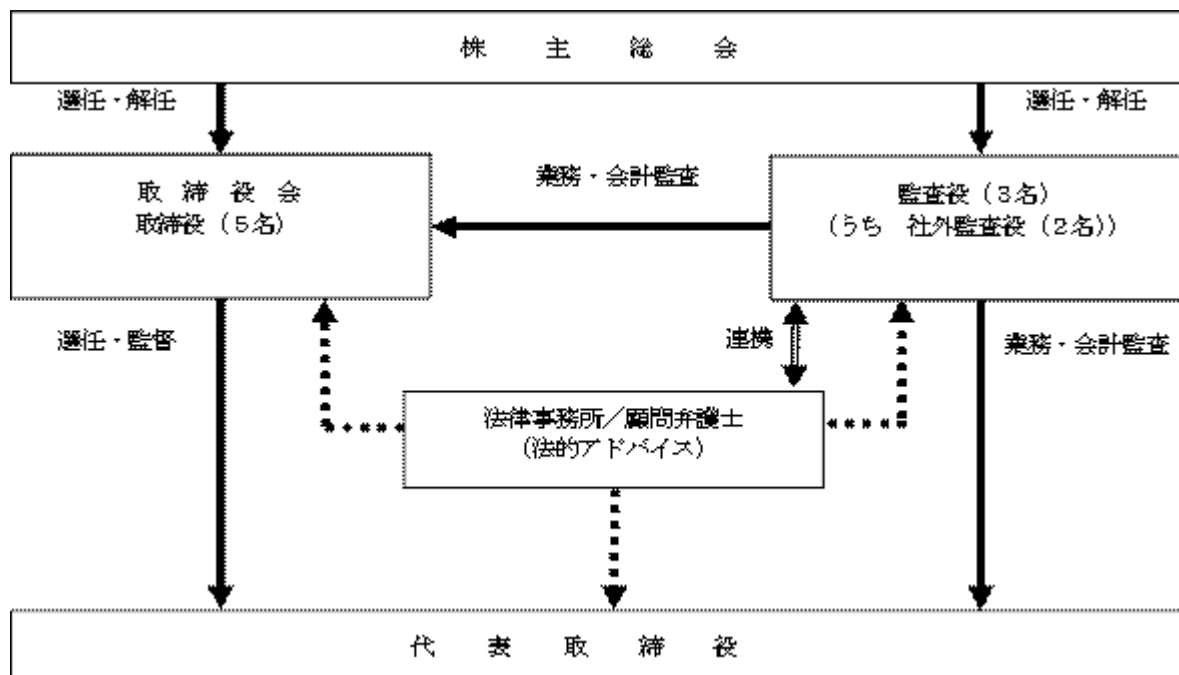 株主総会
選任・解任
選任・解任
取締役会
取締役（５名）
業務・会計監査
監査役（３名）
（うち　社外監査役（２名））
選任・監督
連携
業務・会計監査
法律事務所／顧問弁護士
（法的アドバイス）
代表取締役